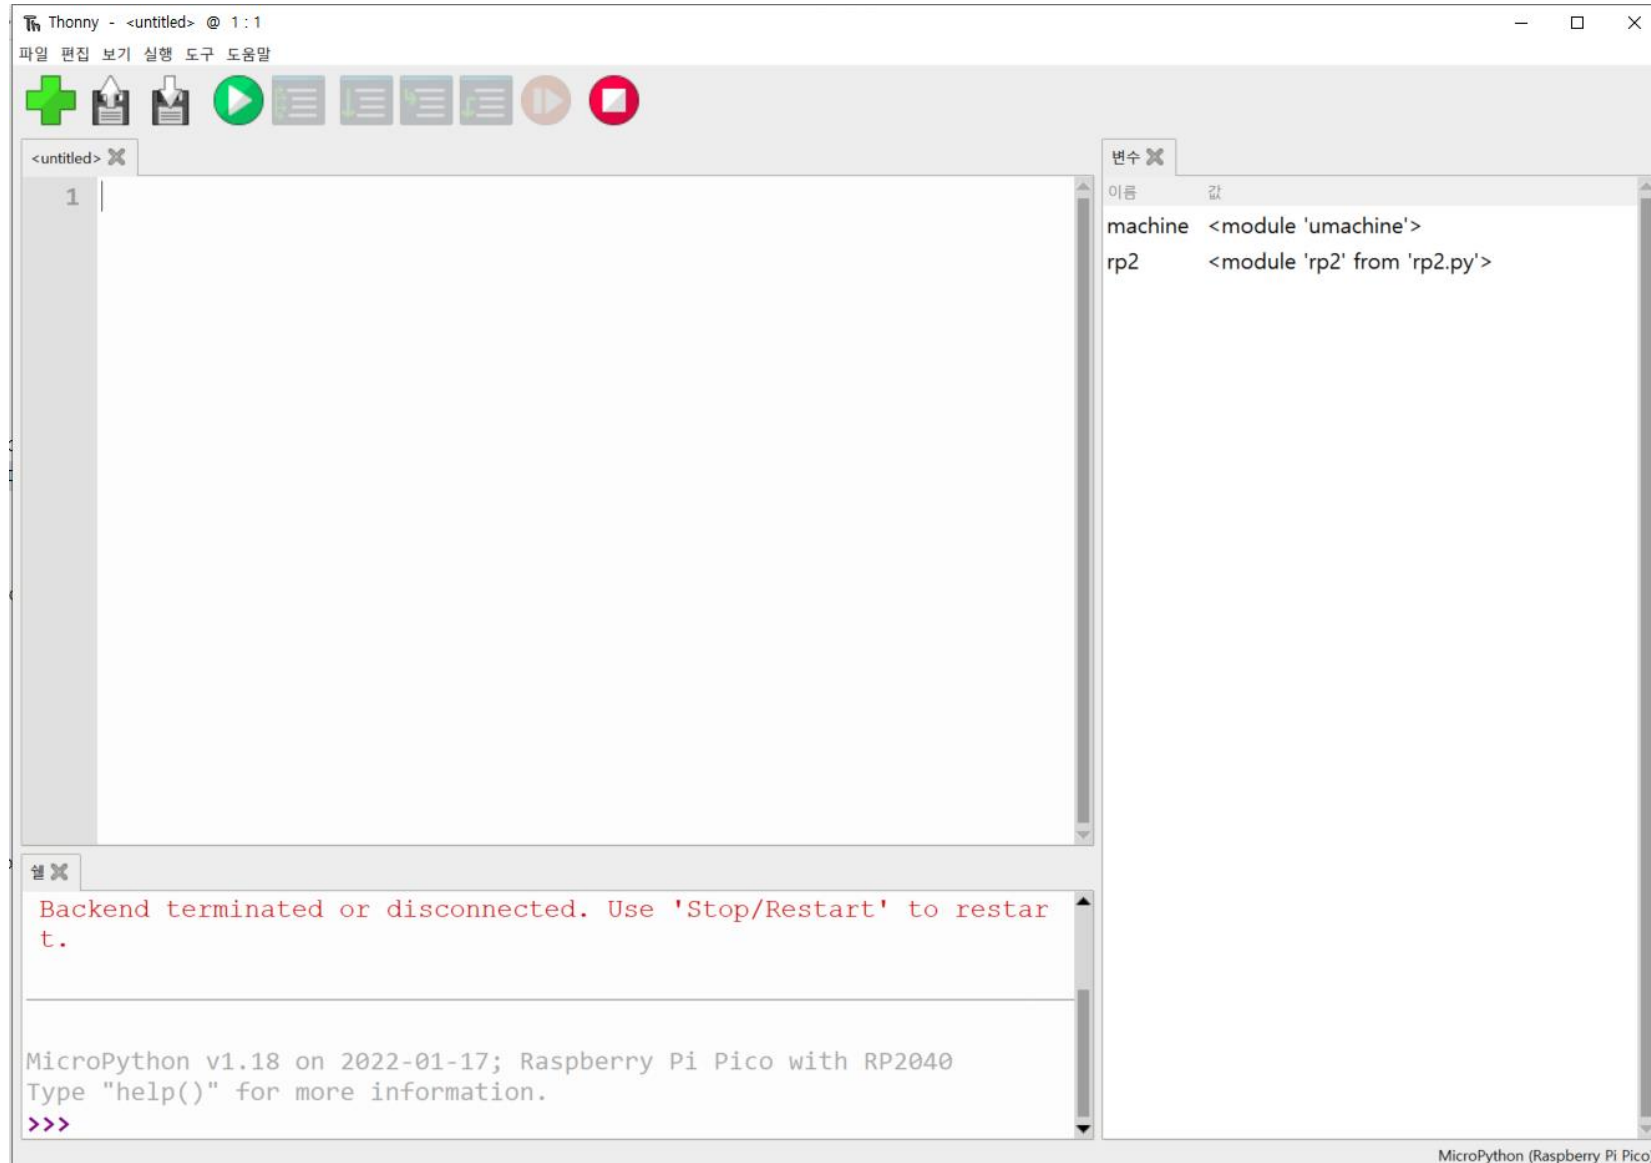 Thonny - <untitled> @ 1 : 1
파일 편집 보기 실행 도구 도움말
<untitled>
1
변수
이름 값
machine <module 'umachine'>
rp2 <module 'rp2' from 'rp2.py'>
쉘
Backend terminated or disconnected. Use 'Stop/Restart' to restar
t.
MicroPython v1.18 on 2022-01-17; Raspberry Pi Pico with RP2040
Type "help()" for more information.
>>>
MicroPython (Raspberry Pi Pico)